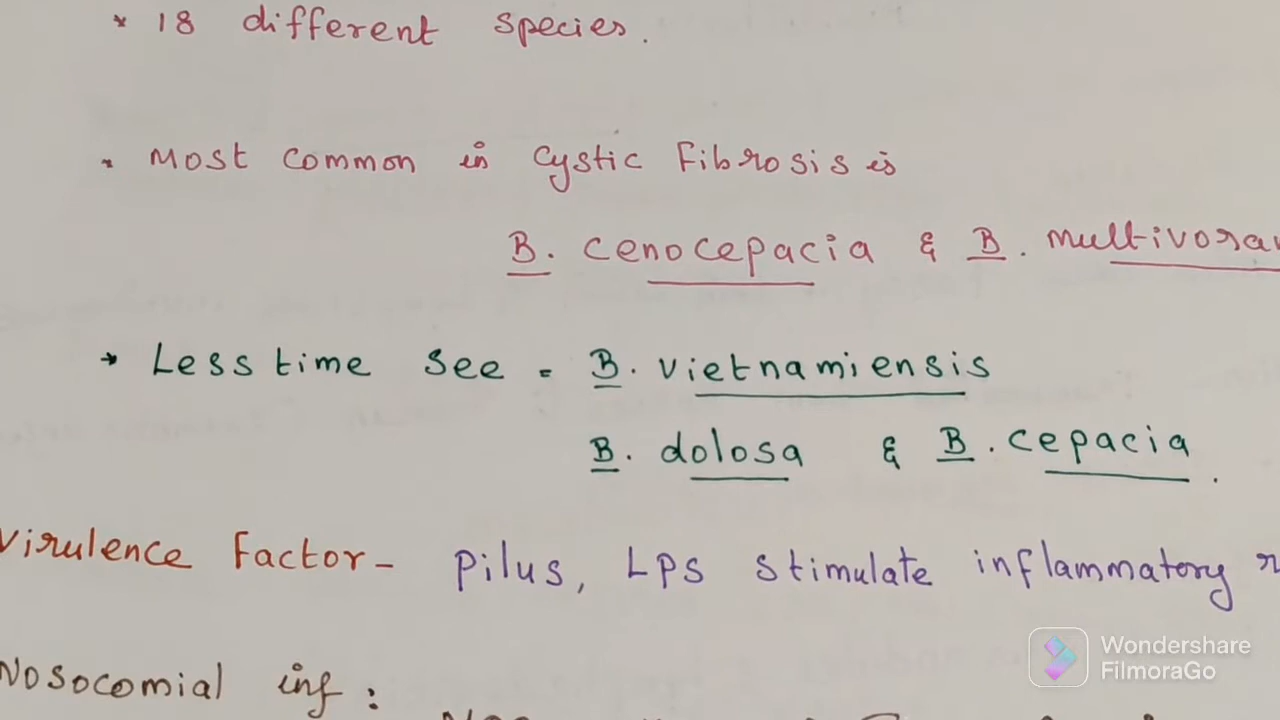 * 18 different species.
* Most common in cystic Fibrosis is
B. cenocepacia & B. multivora
→ Less time see = B. vietnamiensis
B. dolosa & B. cepacia.
Virulence Factor - Pilus, LPS stimulate inflammatory
Nosocomial inf:
Wondershare
FilmoraGo